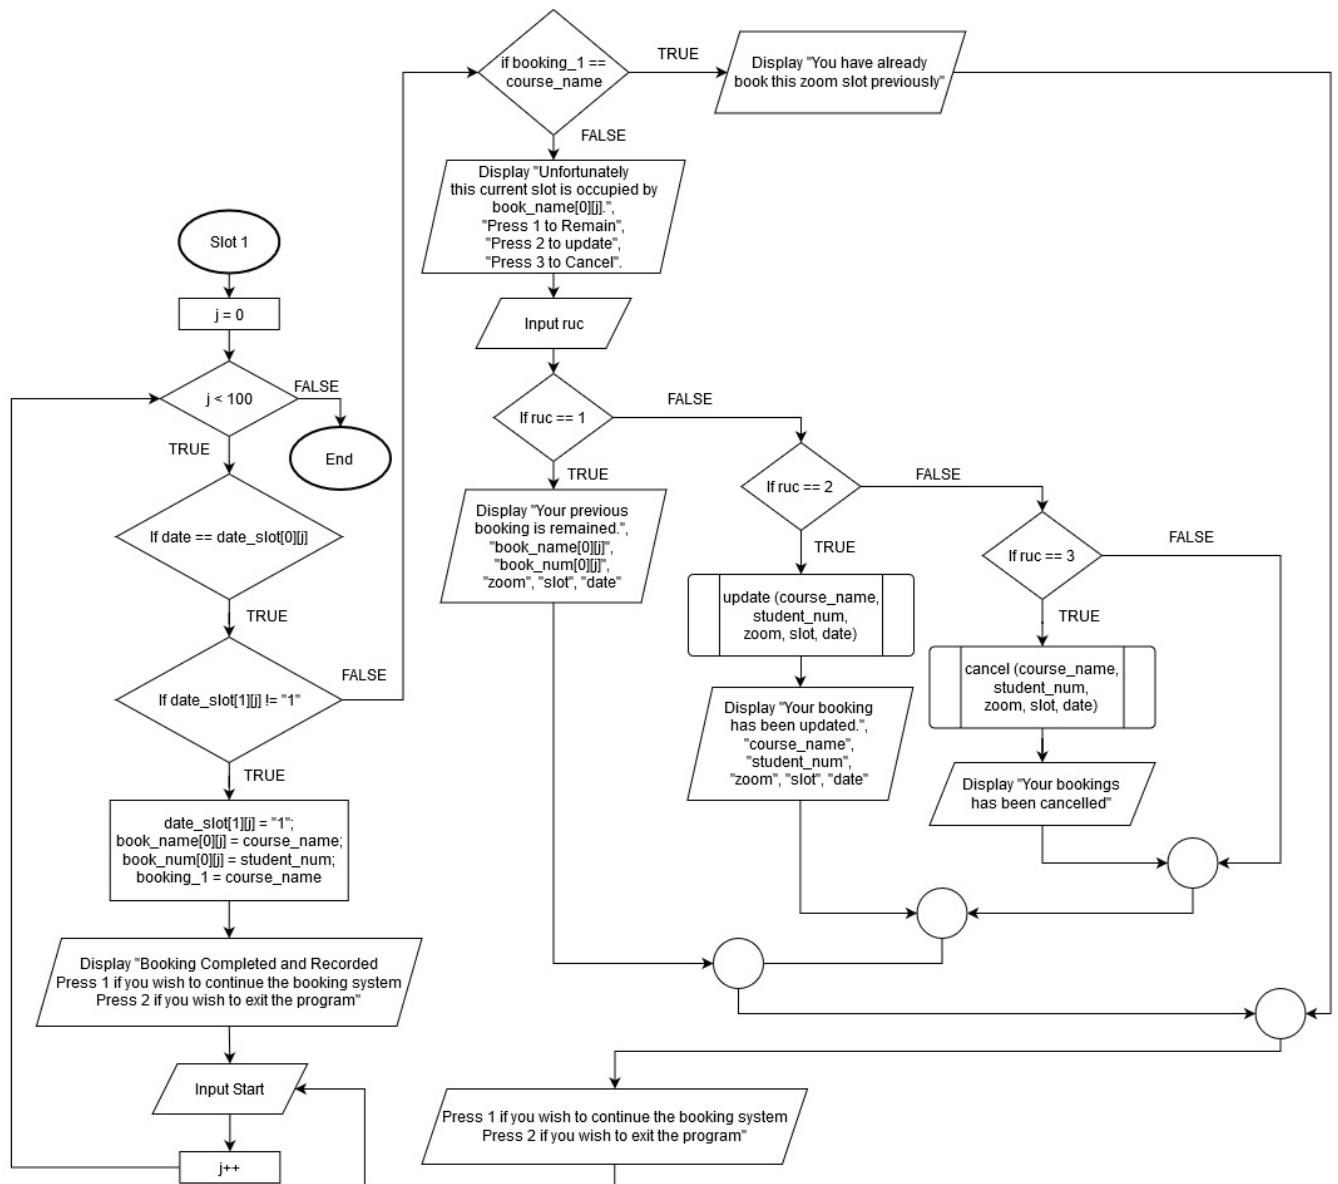 Slot 1
j = 0
j < 100
FALSE
End
TRUE
If date == date_slot[0][j]
TRUE
If date_slot[1][j] != "1"
FALSE
TRUE
date_slot[1][j] = "1";
book_name[0][j] = course_name;
book_num[0][j] = student_num;
booking_1 = course_name
Display "Booking Completed and Recorded
Press 1 if you wish to continue the booking system
Press 2 if you wish to exit the program"
Input Start
j++
if booking_1 ==
course_name
TRUE
Display "You have already
book this zoom slot previously"
FALSE
Display "Unfortunately
this current slot is occupied by
book_name[0][j].",
"Press 1 to Remain",
"Press 2 to update",
"Press 3 to Cancel".
Input ruc
If ruc == 1
FALSE
TRUE
Display "Your previous
booking is remained.",
"book_name[0][j]",
"book_num[0][j]",
"zoom", "slot", "date"
If ruc == 2
FALSE
TRUE
update (course_name,
student_num,
zoom, slot, date)
Display "Your booking
has been updated.",
"course_name",
"student_num",
"zoom", "slot", "date"
If ruc == 3
FALSE
TRUE
cancel (course_name,
student_num,
zoom, slot, date)
Display "Your bookings
has been cancelled"
Press 1 if you wish to continue the booking system
Press 2 if you wish to exit the program"